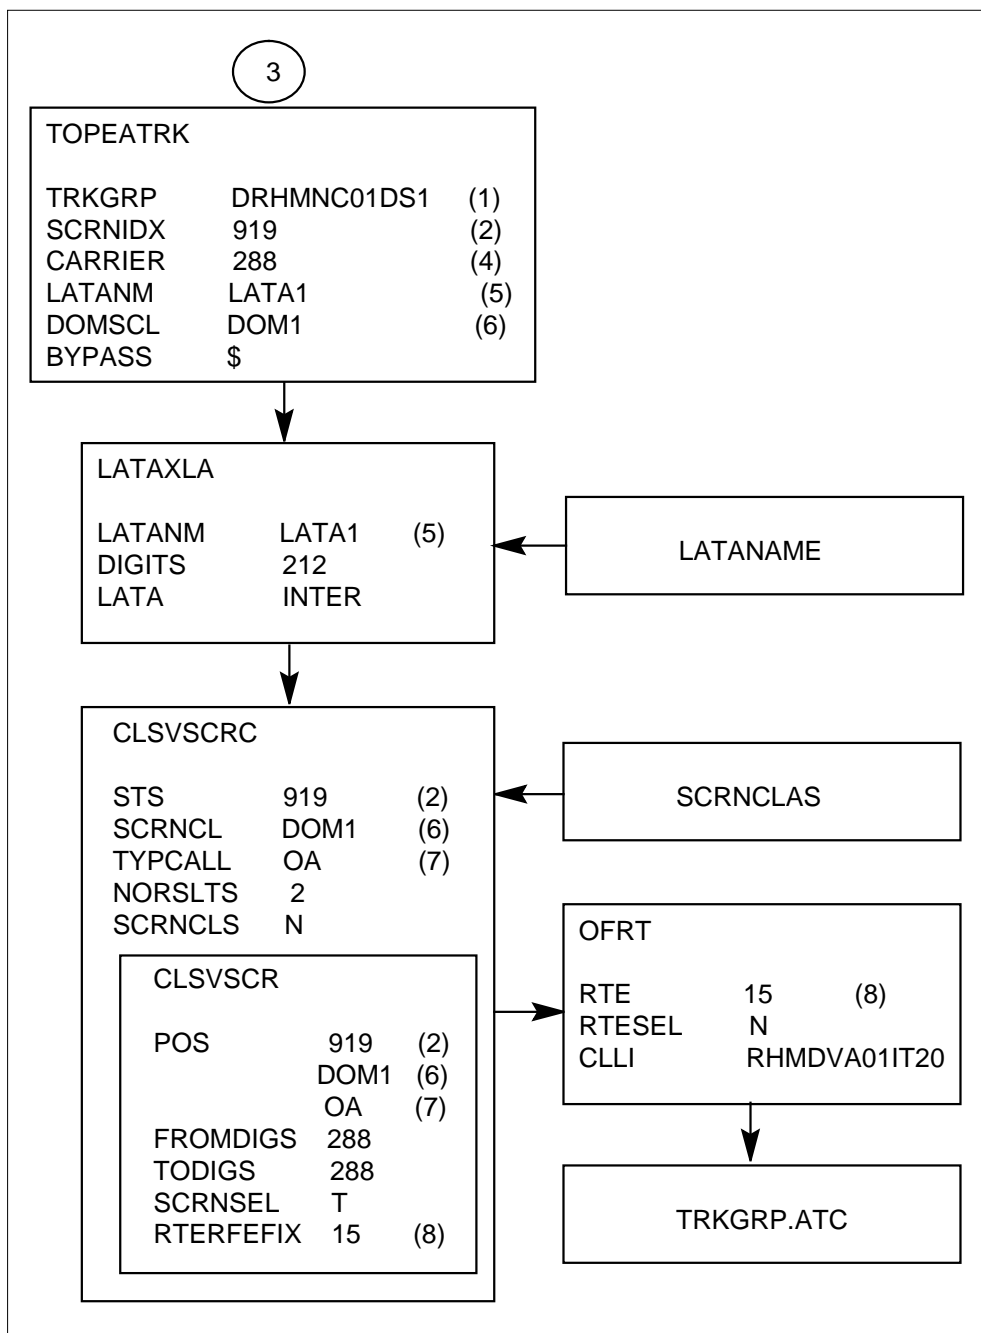 3
TOPEATRK
TRKGRP DRHMNC01DS1 (1)
SCRNIDX 919 (2)
CARRIER 288 (4)
LATANM LATA1 (5)
DOMSCL DOM1 (6)
BYPASS $
LATAXLA
LATANM LATA1 (5)
DIGITS 212
LATA INTER
LATANAME
CLSVSCRC
STS 919 (2)
SCRNCL DOM1 (6)
TYPCALL OA (7)
NORSLTS 2
SCRNCLS N
SCRNCLAS
CLSVSCR
POS 919 (2)
DOM1 (6)
OA (7)
FROMDIGS 288
TODIGS 288
SCRNSEL T
RTERFEFIX 15 (8)
OFRT
RTE 15 (8)
RTESEL N
CLLI RHMDVA01IT20
TRKGRP.ATC